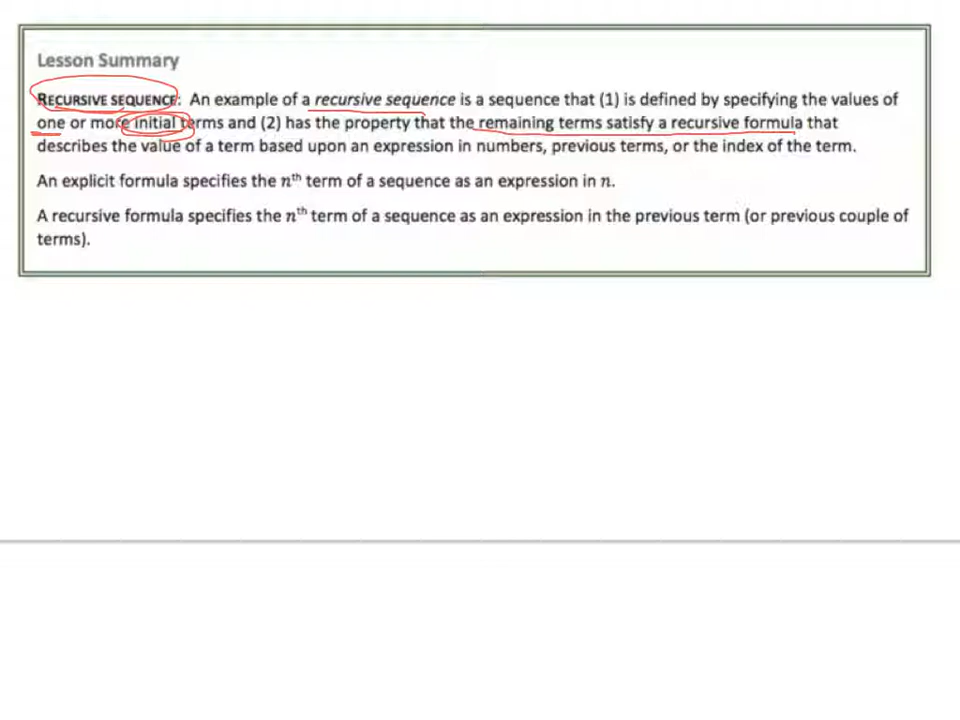 Lesson Summary
RECURSIVE SEQUENCE: An example of a recursive sequence is a sequence that (1) is defined by specifying the values of
one or more initial terms and (2) has the property that the remaining terms satisfy a recursive formula that
describes the value of a term based upon an expression in numbers, previous terms, or the index of the term.
An explicit formula specifies the nth term of a sequence as an expression in n.
A recursive formula specifies the nth term of a sequence as an expression in the previous term (or previous couple of
terms).